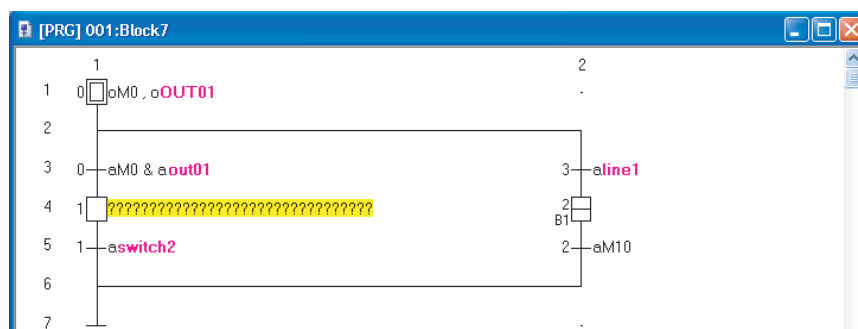 [PRG] 001:Block7
1 2
1 0 oM0 , oOUT01
2
3 0 aM0 & aout01 3 aline1
4 1 ???????????????????????????????? 2
B1
5 1 aswitch2 2 aM10
6
7